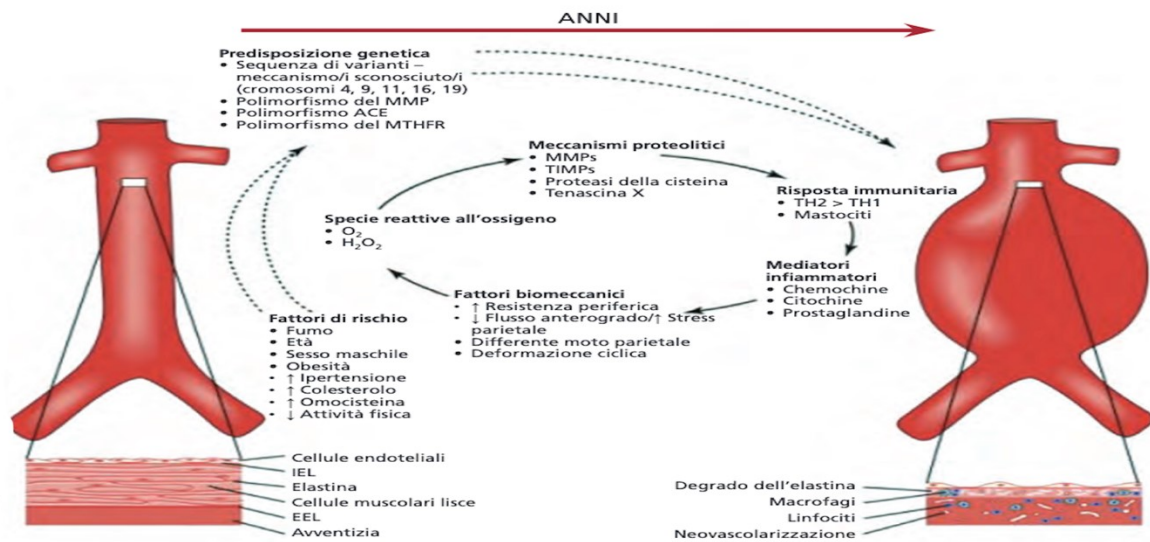 ANNI
Predisposizione genetica
• Sequenza di varianti –
meccanismo/i sconosciuto/i
(cromosomi 4, 9, 11, 16, 19)
• Polimorfismo del MMP
• Polimorfismo ACE
• Polimorfismo del MTHFR
Meccanismi proteolitici
• MMPs
• TIMPs
• Proteasi della cisteina
• Tenascina X
Risposta immunitaria
• TH2 > TH1
• Mastociti
Specie reattive all'ossigeno
• O₂
• H₂O₂
Mediatori
infiammatori
• Chemochine
• Citochine
• Prostaglandine
Fattori biomeccanici
• ↑ Resistenza periferica
• ↓ Flusso anterogrado/↑ Stress
parietale
• Differente moto parietale
• Deformazione ciclica
Fattori di rischio
• Fumo
• Età
• Sesso maschile
• Obesità
• ↑ Ipertensione
• ↑ Colesterolo
• ↑ Omocisteina
• ↓ Attività fisica
Cellule endoteliali
IEL
Elastina
Cellule muscolari lisce
EEL
Avventizia
Degrado dell'elastina
Macrofagi
Linfociti
Neovascolarizzazione